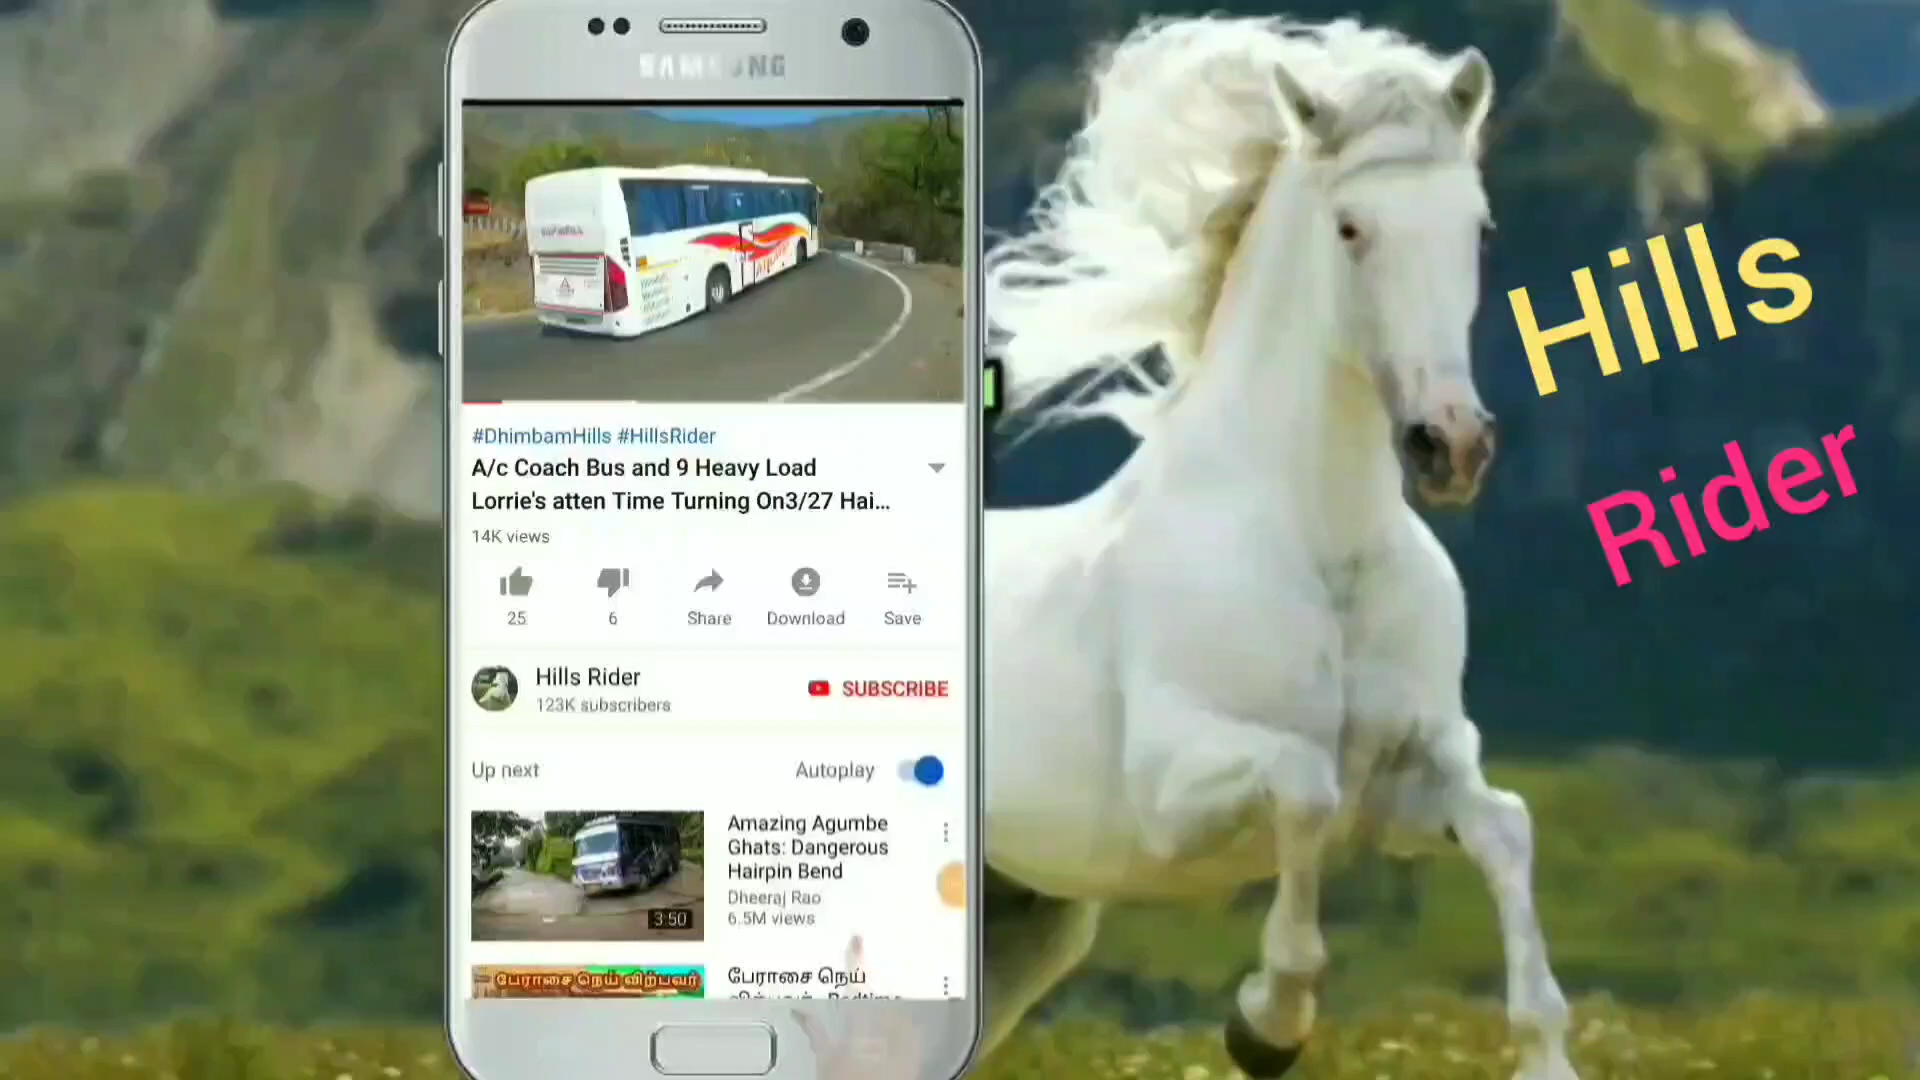 SAMSUNG
#DhimbamHills #HillsRider
A/c Coach Bus and 9 Heavy Load
Lorrie's atten Time Turning On3/27 Hai...
14K views
25
6
Share
Download
Save
Hills Rider
123K subscribers
SUBSCRIBE
Up next
Autoplay
Amazing Agumbe
Ghats: Dangerous
Hairpin Bend
Dheeraj Rao
6.5M views
3:50
பேராசை நெய் விற்பவர்
பேராசை நெய்
Hills
Rider